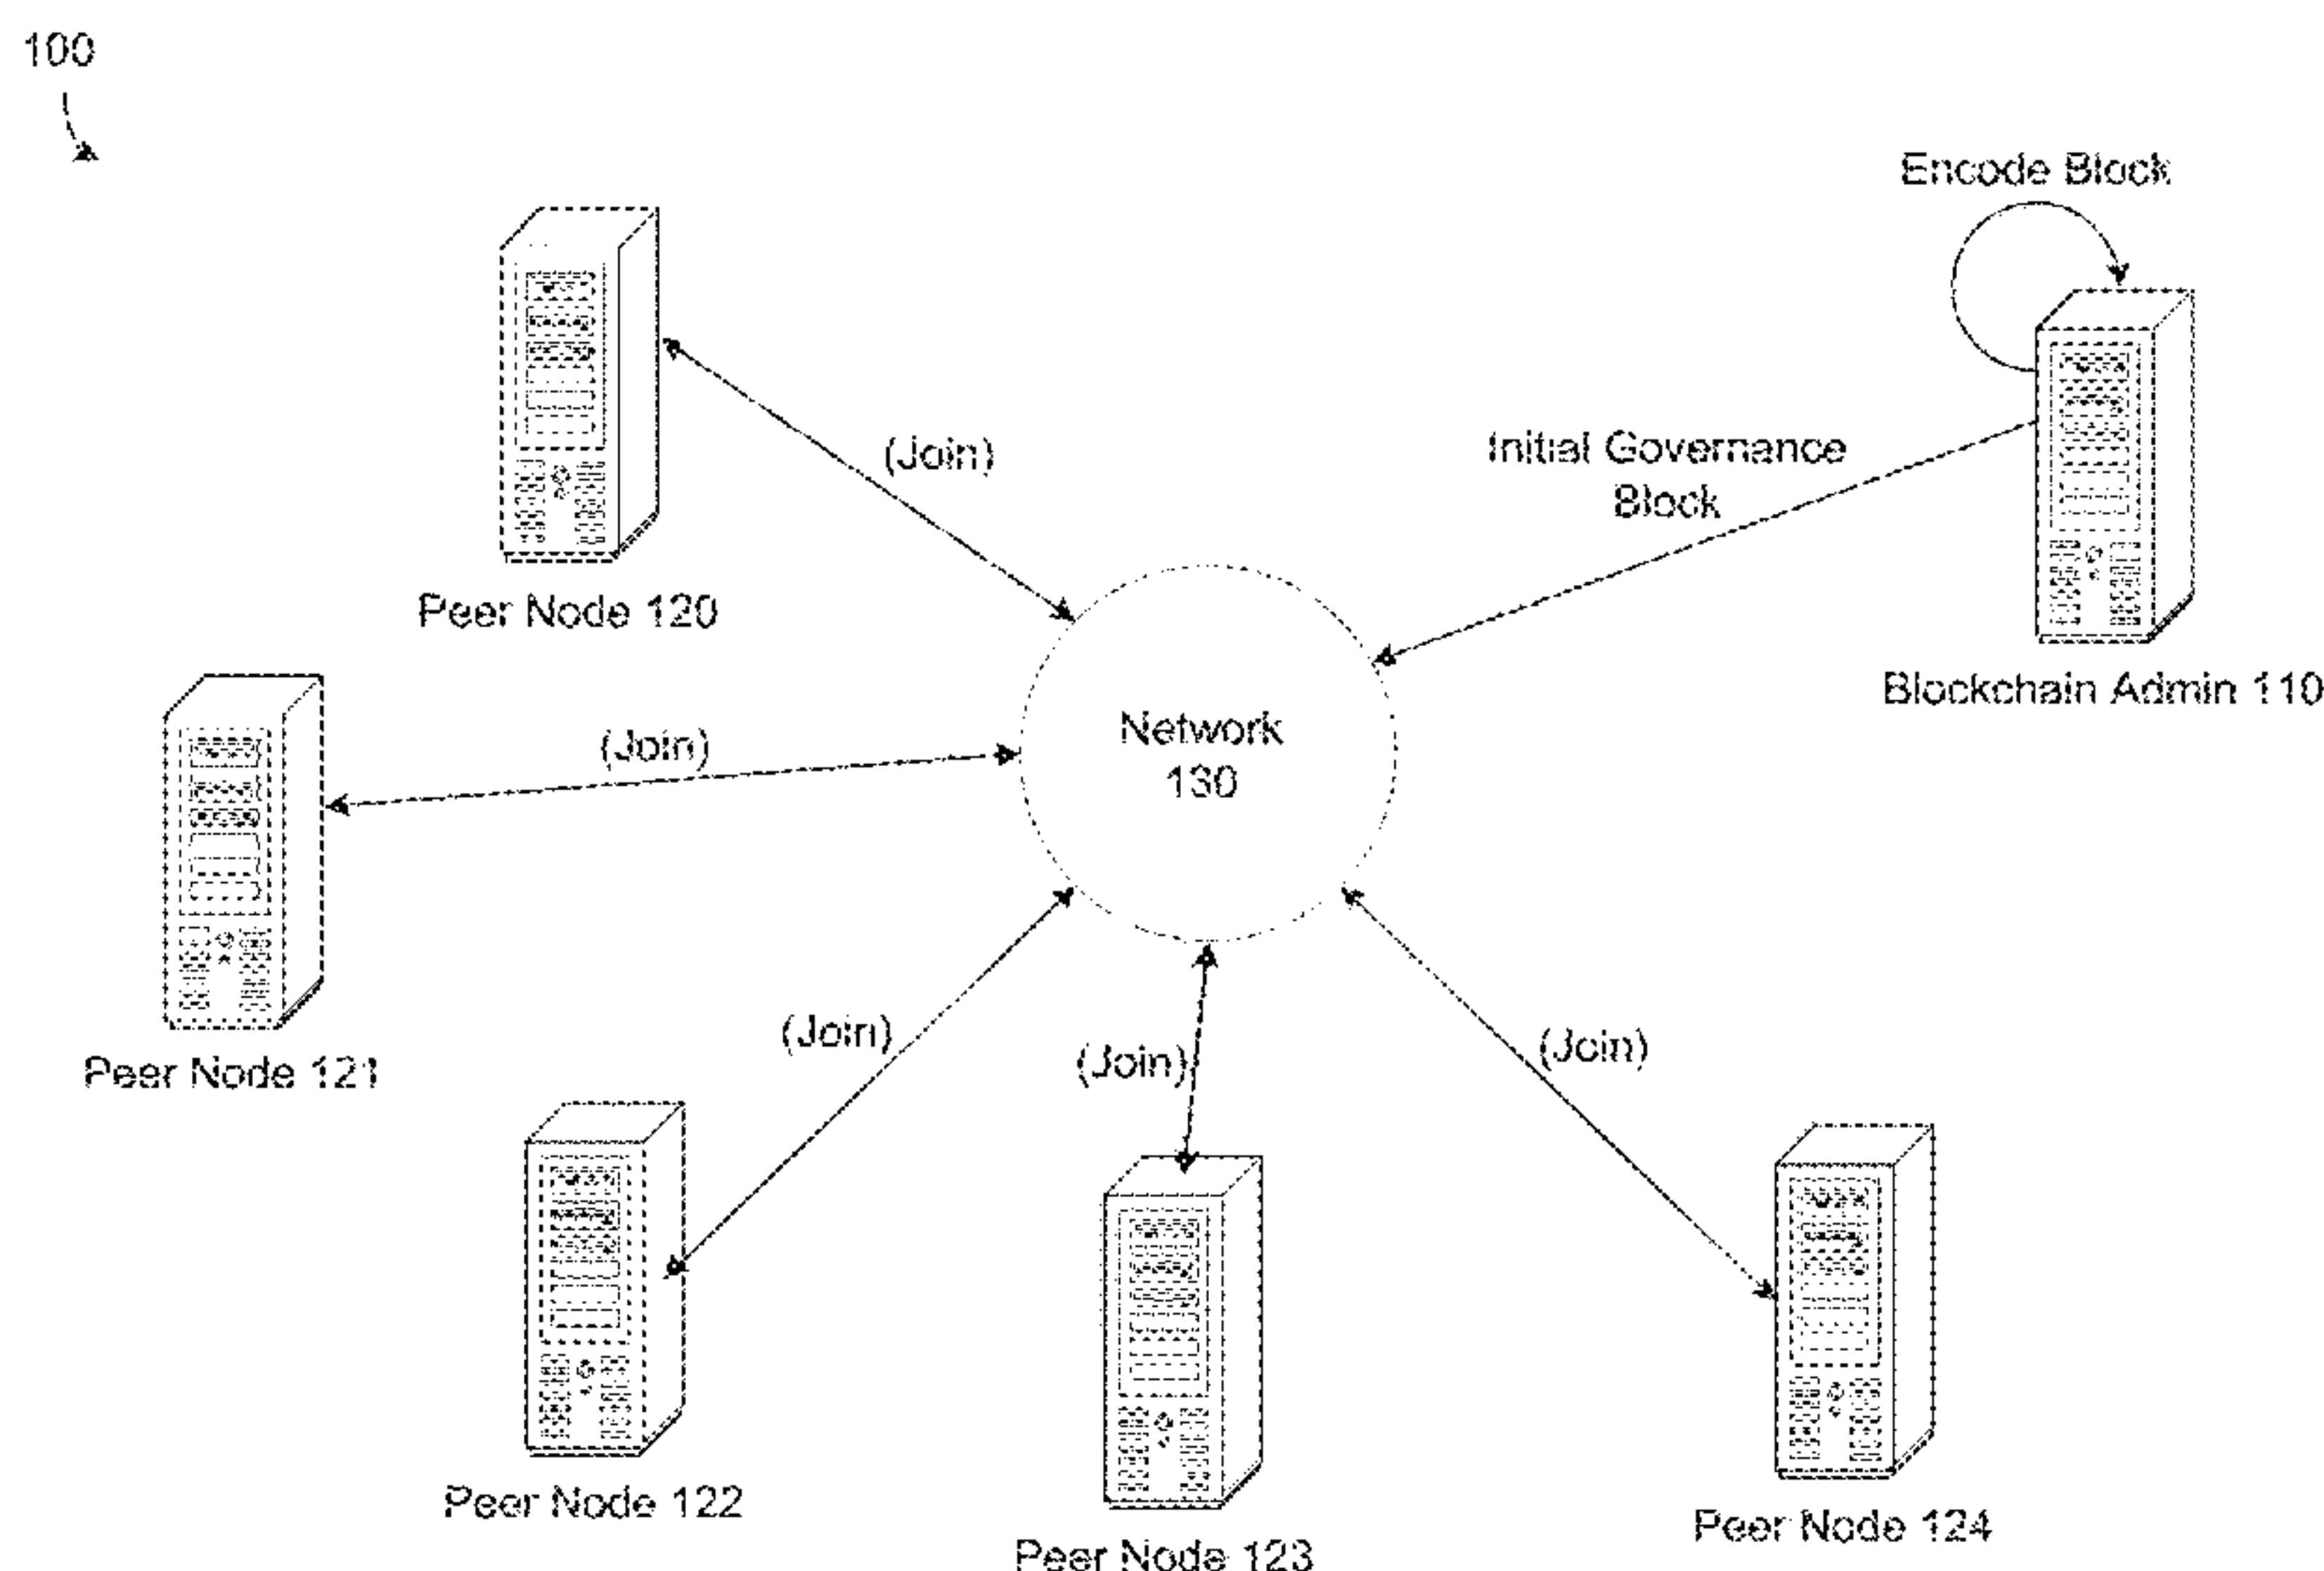 100
Encode Block
(Join)
Initial Governance
Block
Peer Node 120
Blockchain Admin 110
Network
130
(Join)
Peer Node 121
(Join)
(Join)
(Join)
Peer Node 122
Peer Node 123
Peer Node 124